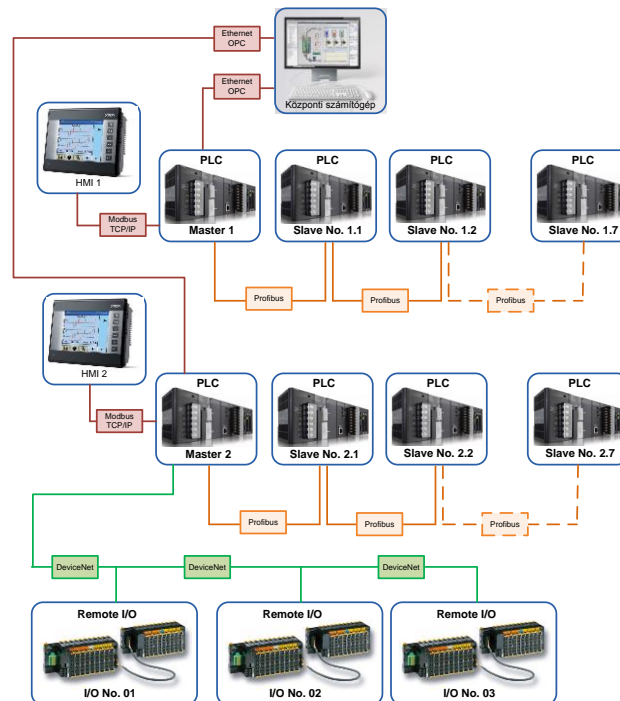 Ethernet
OPC
Ethernet
OPC
Központi számítógép
HMI 1
PLC
Master 1
PLC
Slave No. 1.1
PLC
Slave No. 1.2
PLC
Slave No. 1.7
Modbus
TCP/IP
Profibus
Profibus
Profibus
HMI 2
PLC
Master 2
PLC
Slave No. 2.1
PLC
Slave No. 2.2
PLC
Slave No. 2.7
Modbus
TCP/IP
Profibus
Profibus
Profibus
DeviceNet
DeviceNet
DeviceNet
Remote I/O
I/O No. 01
Remote I/O
I/O No. 02
Remote I/O
I/O No. 03